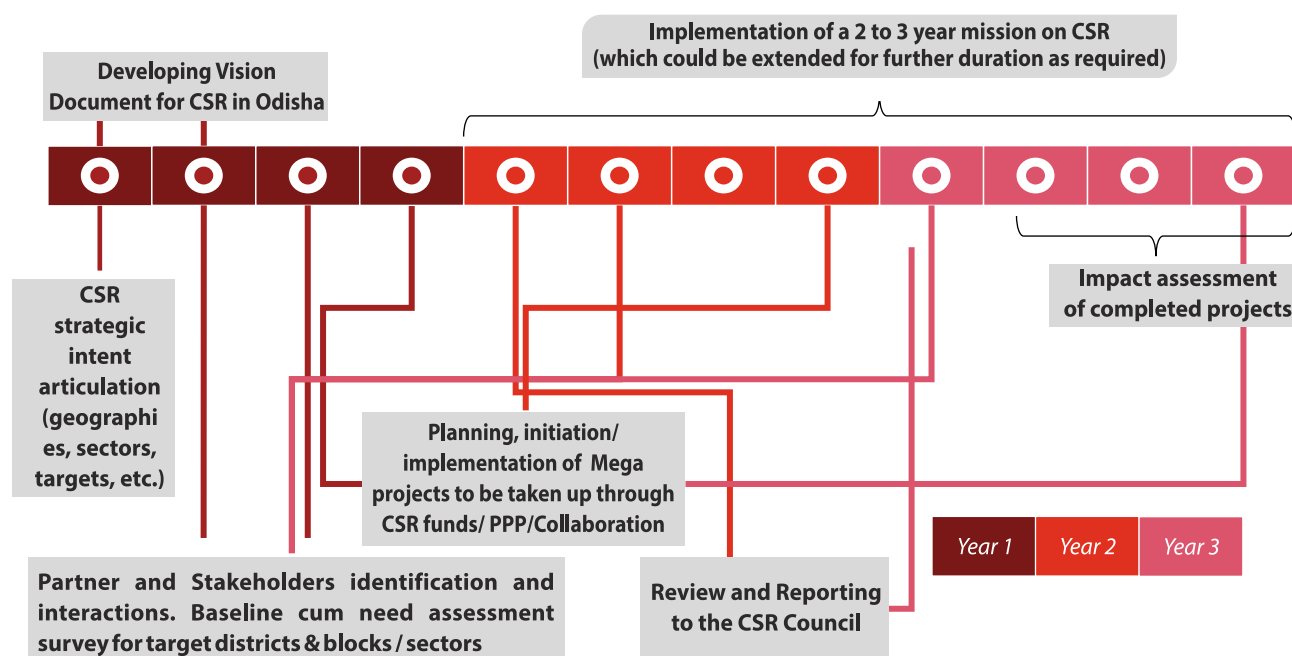 Implementation of a 2 to 3 year mission on CSR
(which could be extended for further duration as required)
Developing Vision
Document for CSR in Odisha
CSR
strategic
intent
articulation
(geographi
es, sectors,
targets, etc.)
Impact assessment
of completed projects
Planning, initiation/
implementation of Mega
projects to be taken up through
CSR funds/ PPP/Collaboration
Year 1
Year 2
Year 3
Partner and Stakeholders identification and
interactions. Baseline cum need assessment
survey for target districts & blocks / sectors
Review and Reporting
to the CSR Council